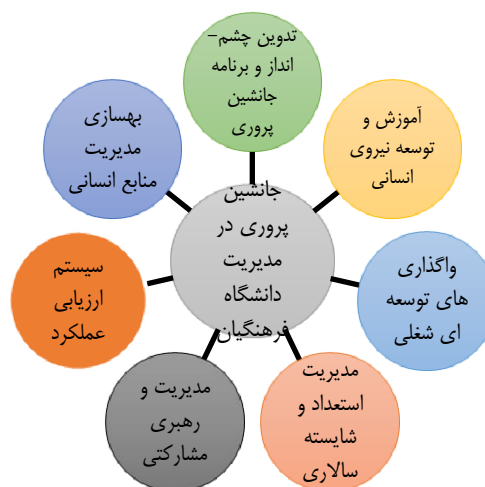 تدوین چشم-
انداز و برنامه
جانشین
پروری
آموزش و
توسعه نیروی
انسانی
واگذاری
های توسعه
ای شغلی
مدیریت
استعداد و
شایسته
سالاری
مدیریت و
رهبری
مشارکتی
سیستم
ارزیابی
عملکرد
بهسازی
مدیریت
منابع انسانی
جانشین
پروری در
مدیریت
دانشگاه
فرهنگیان